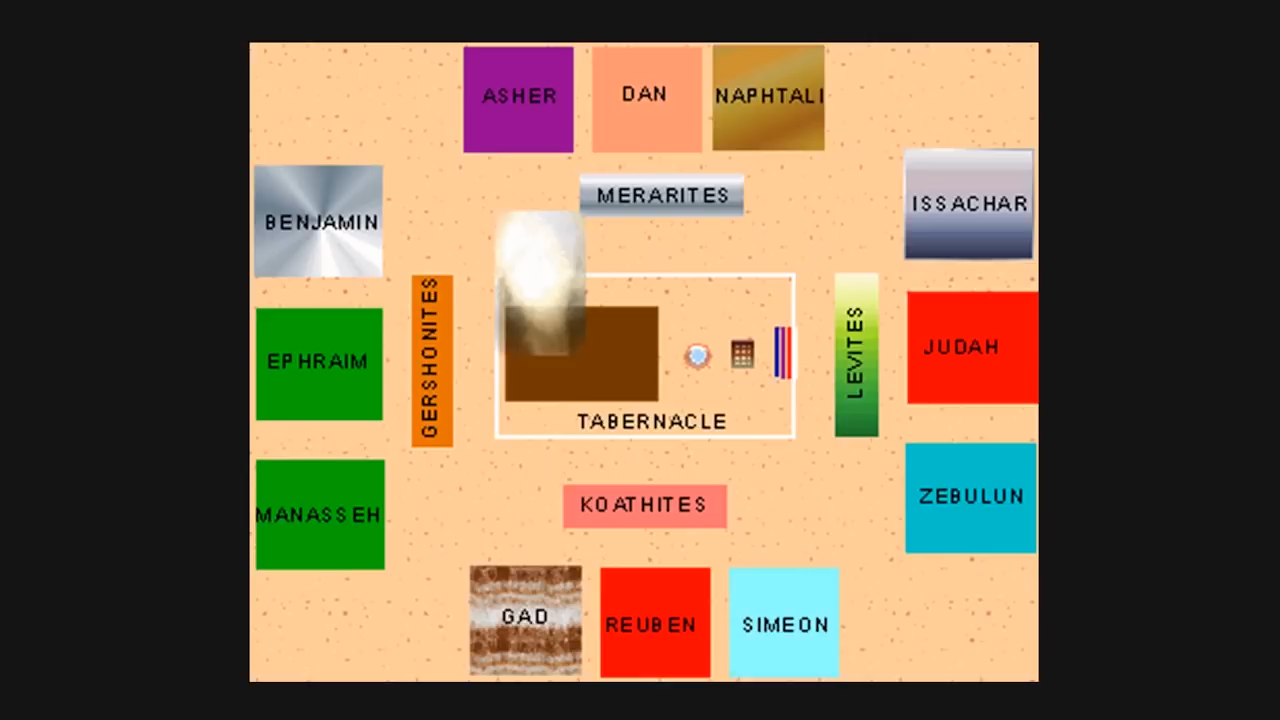 ASHER
DAN
NAPHTALI
MERARITES
BENJAMIN
ISSACHAR
GERSHONITES
LEVITES
EPHRAIM
JUDAH
TABERNACLE
MANASSEH
ZEBULUN
KOATHITES
GAD
REUBEN
SIMEON